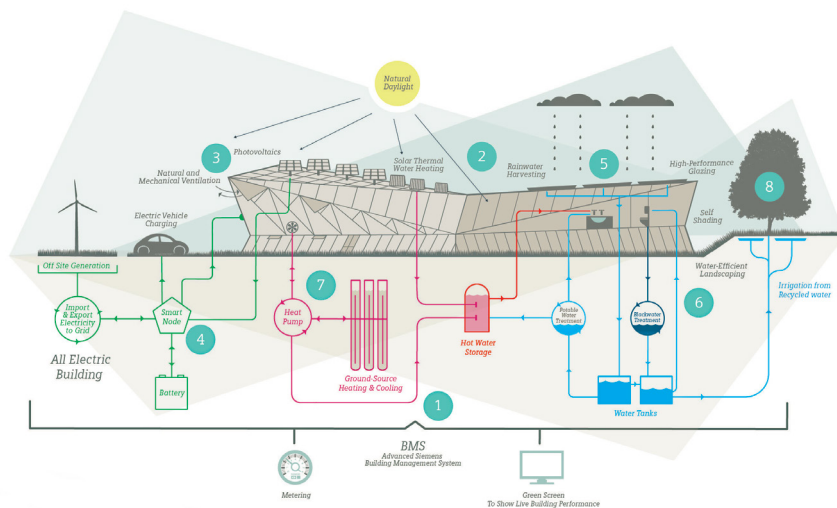 Natural
Daylight
3
Photovoltaics
2
Solar Thermal
Water Heating
Rainwater
Harvesting
5
High-Performance
Glazing
8
Natural and
Mechanical Ventilation
Electric Vehicle
Charging
Self
Shading
Off Site Generation
Water-Efficient
Landscaping
Import &
Export
Electricity
to Grid
Smart
Node
4
7
Heat
Pump
Potable
Water
Treatment
Blackwater
Treatment
6
Irrigation from
Recycled water
All Electric
Building
Battery
Ground-Source
Heating & Cooling
Hot Water
Storage
Water Tanks
1
BMS
Advanced Siemens
Building Management System
Metering
Green Screen
To Show Live Building Performance